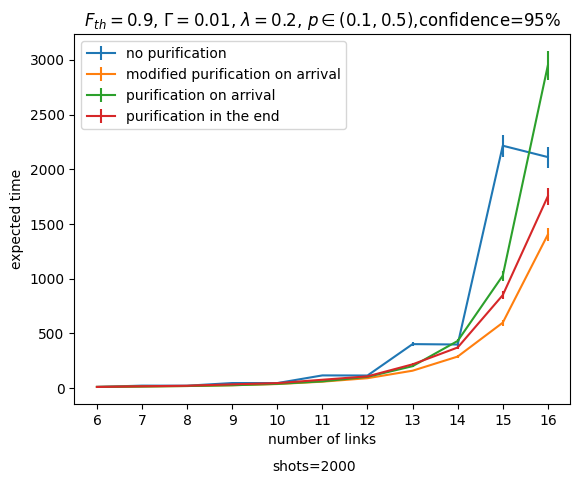 F_th = 0.9, Γ = 0.01, λ = 0.2, p ∈ (0.1, 0.5),confidence=95%
no purification
modified purification on arrival
purification on arrival
purification in the end
expected time
3000
2500
2000
1500
1000
500
0
6 7 8 9 10 11 12 13 14 15 16
number of links
shots=2000